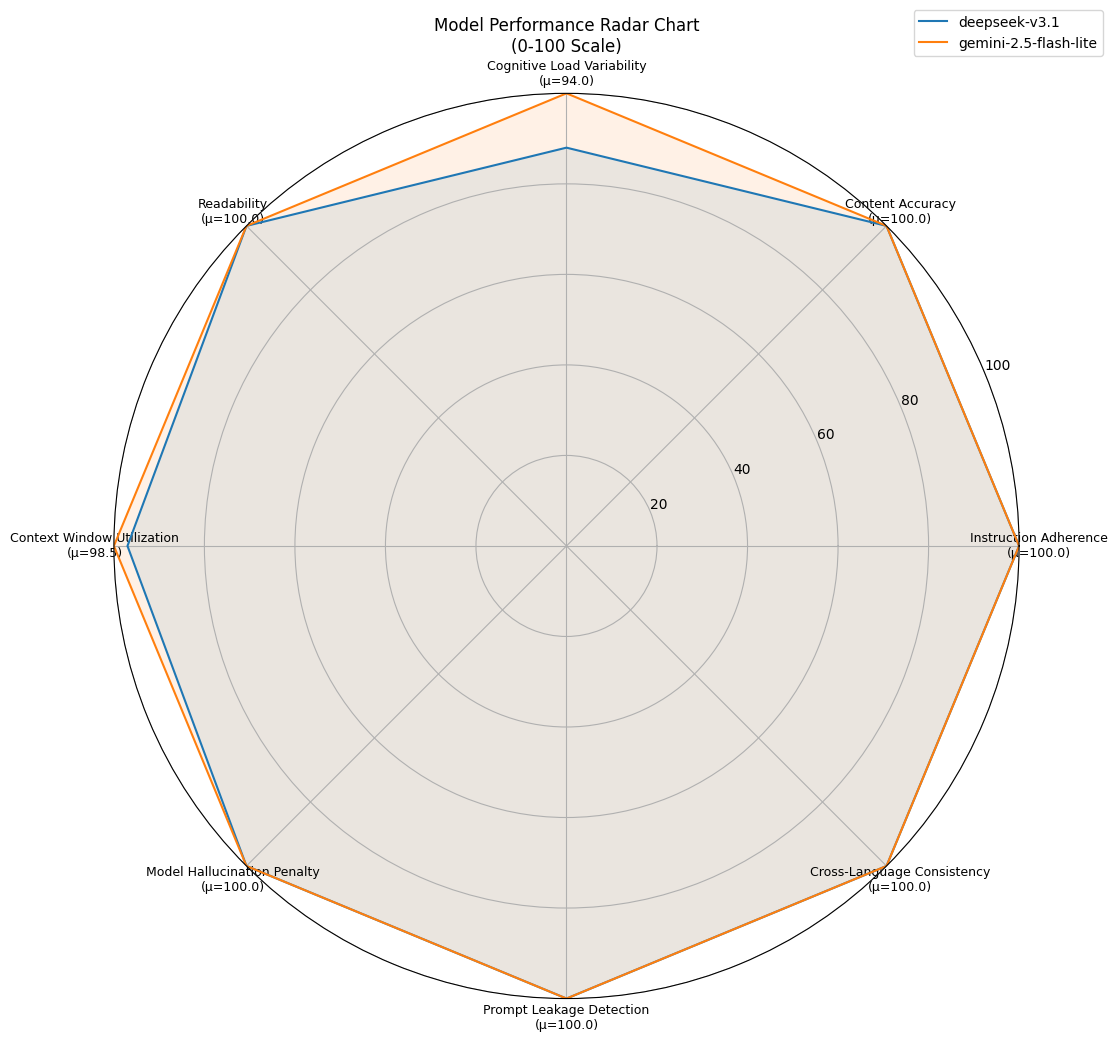 Model Performance Radar Chart
(0-100 Scale)
deepseek-v3.1
gemini-2.5-flash-lite
Cognitive Load Variability
(μ=94.0)
Readability
(μ=100.0)
Content Accuracy
(μ=100.0)
100
80
60
40
20
Context Window Utilization
(μ=98.5)
Instruction Adherence
(μ=100.0)
Model Hallucination Penalty
(μ=100.0)
Cross-Language Consistency
(μ=100.0)
Prompt Leakage Detection
(μ=100.0)